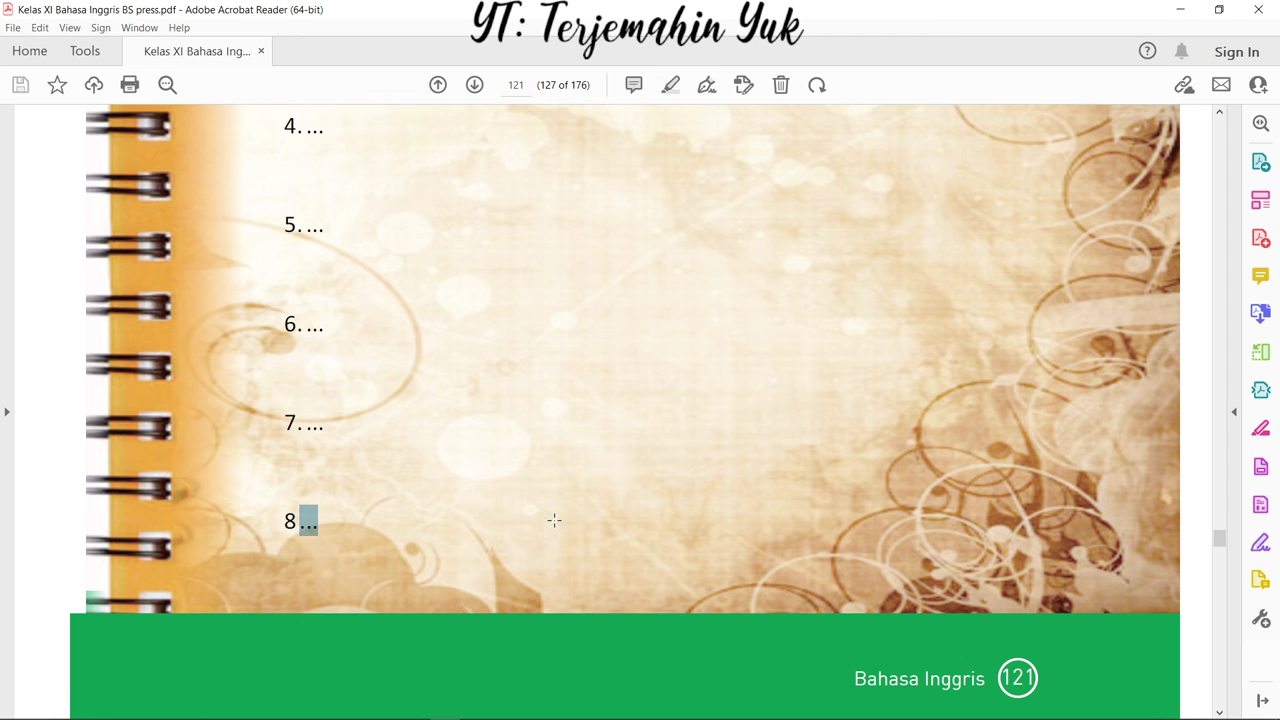 Kelas XI Bahasa Inggris BS press.pdf - Adobe Acrobat Reader (64-bit)
YT: Terjemahin Yuk
File Edit View Sign Window Help
Home Tools Kelas XI Bahasa Ing... × Sign In
121 (127 of 176)
4. ...
5. ...
6. ...
7. ...
8 ...
Bahasa Inggris 121